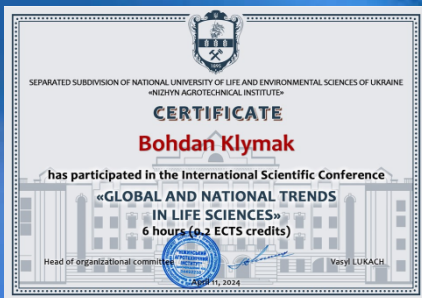 SEPARATED SUBDIVISION OF NATIONAL UNIVERSITY OF LIFE AND ENVIRONMENTAL SCIENCES OF UKRAINE
«NIZHYN AGROTECHNICAL INSTITUTE»
CERTIFICATE
Bohdan Klymak
has participated in the International Scientific Conference
«GLOBAL AND NATIONAL TRENDS
IN LIFE SCIENCES»
6 hours (0.2 ECTS credits)
Head of organizational committee Vasyl LUKACH
April 11, 2024